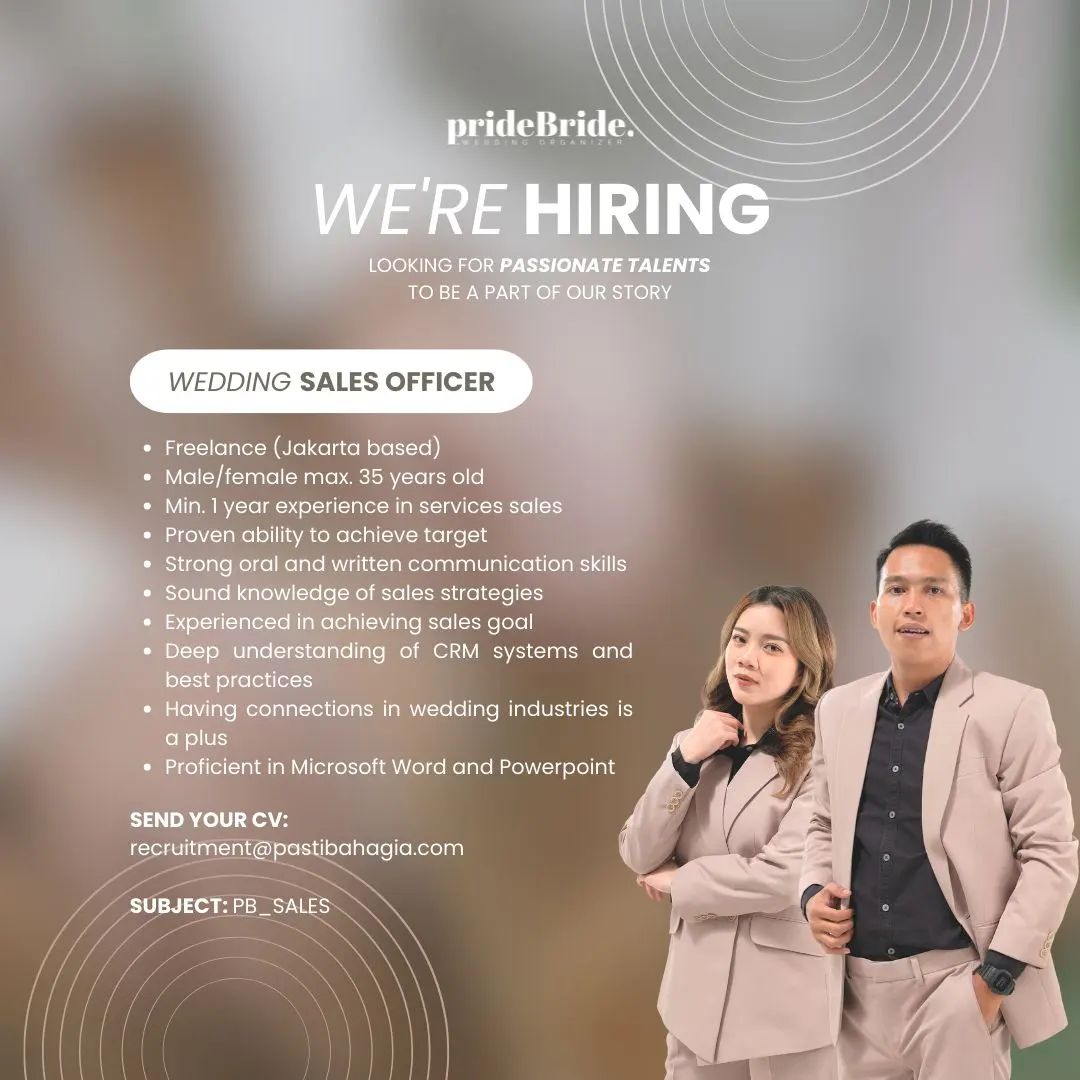 prideBride.
WEDDING ORGANIZER
WE'RE HIRING
LOOKING FOR PASSIONATE TALENTS
TO BE A PART OF OUR STORY
WEDDING SALES OFFICER
• Freelance (Jakarta based)
• Male/female max. 35 years old
• Min. 1 year experience in services sales
• Proven ability to achieve target
• Strong oral and written communication skills
• Sound knowledge of sales strategies
• Experienced in achieving sales goal
• Deep understanding of CRM systems and
best practices
• Having connections in wedding industries is
a plus
• Proficient in Microsoft Word and Powerpoint
SEND YOUR CV:
recruitment@pastibahagia.com
SUBJECT: PB_SALES